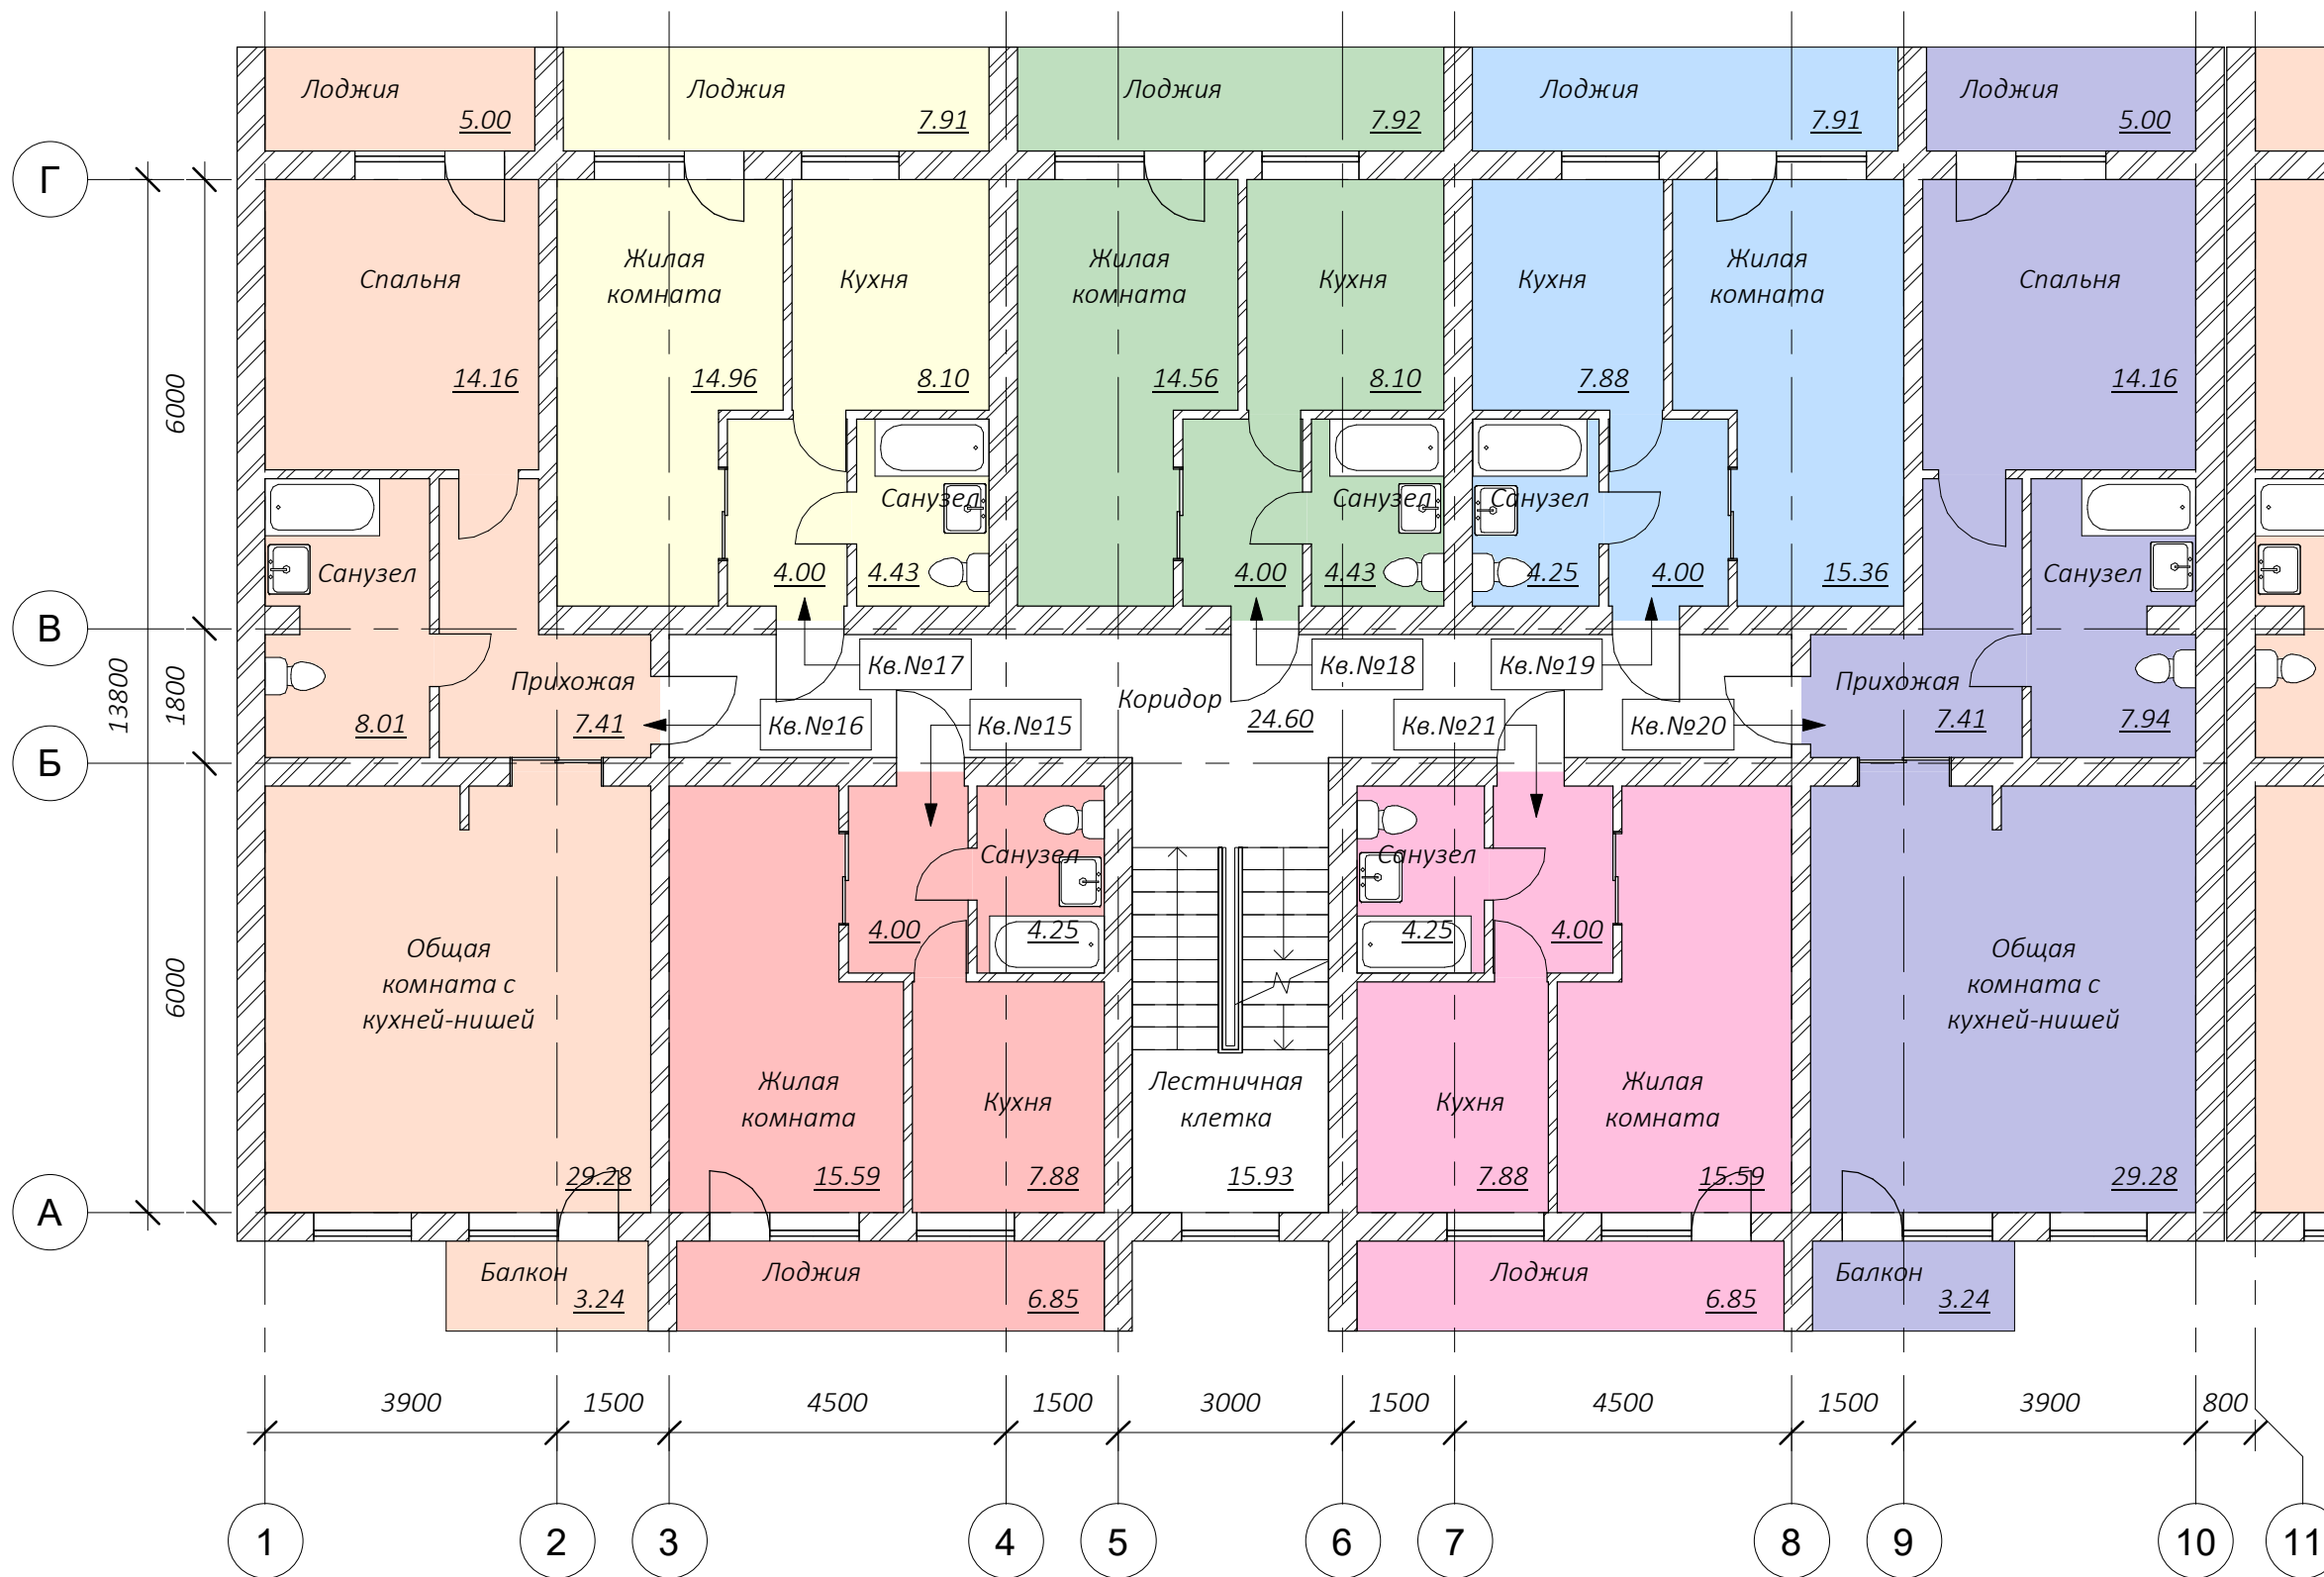 Лоджия
5.00
Лоджия
7.91
Лоджия
7.92
Лоджия
7.91
Лоджия
5.00
Г
Спальня
14.16
Жилая
комната
14.96
Кухня
8.10
Жилая
комната
14.56
Кухня
8.10
Кухня
7.88
Жилая
комната
15.36
Спальня
14.16
6000
Санузел
8.01
4.00
Санузел
4.43
4.00
Санузел
4.43
Санузел
4.25
4.00
Санузел
7.94
В
13800
1800
Прихожая
7.41
Кв.№17
Кв.№16
Кв.№15
Коридор
24.60
Кв.№18
Кв.№19
Кв.№21
Кв.№20
Прихожая
7.41
Б
6000
Общая
комната с
кухней-нишей
29.28
4.00
Санузел
4.25
Жилая
комната
15.59
Кухня
7.88
Лестничная
клетка
15.93
Санузел
4.25
4.00
Кухня
7.88
Жилая
комната
15.59
Общая
комната с
кухней-нишей
29.28
А
Балкон
3.24
Лоджия
6.85
Лоджия
6.85
Балкон
3.24
3900
1500
4500
1500
3000
1500
4500
1500
3900
800
1
2
3
4
5
6
7
8
9
10
11